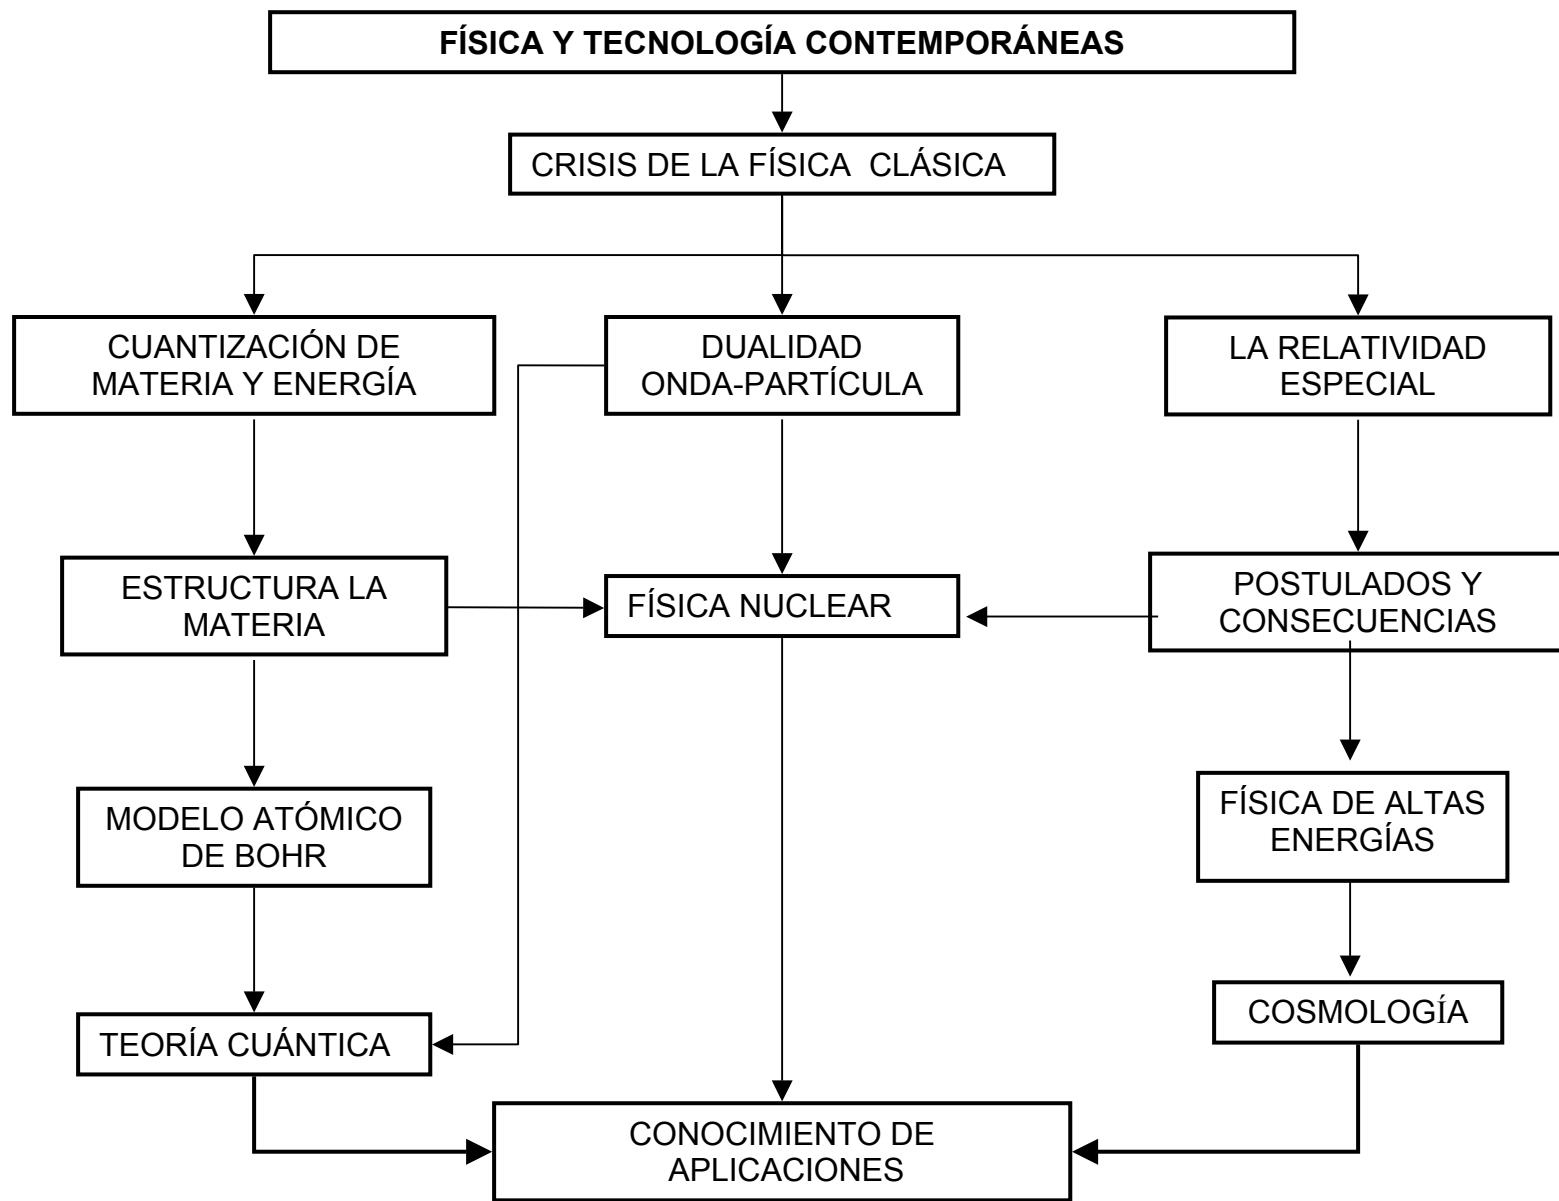 FÍSICA Y TECNOLOGÍA CONTEMPORÁNEAS
CRISIS DE LA FÍSICA CLÁSICA
CUANTIZACIÓN DE
MATERIA Y ENERGÍA
DUALIDAD
ONDA-PARTÍCULA
LA RELATIVIDAD
ESPECIAL
ESTRUCTURA LA
MATERIA
FÍSICA NUCLEAR
POSTULADOS Y
CONSECUENCIAS
MODELO ATÓMICO
DE BOHR
FÍSICA DE ALTAS
ENERGÍAS
TEORÍA CUÁNTICA
COSMOLOGÍA
CONOCIMIENTO DE
APLICACIONES